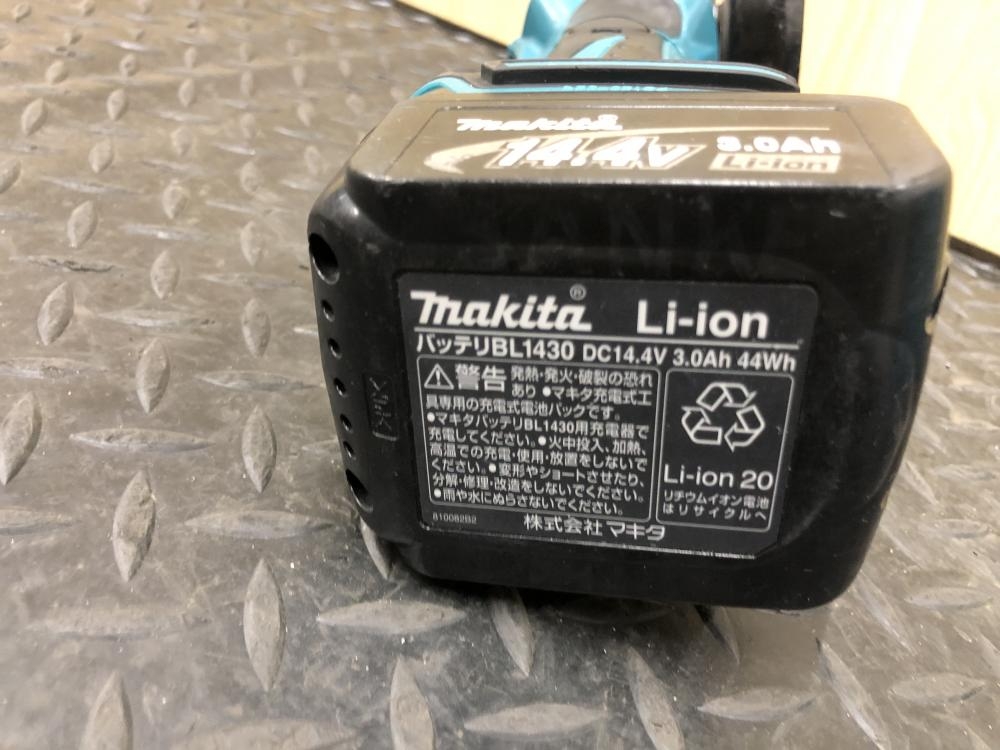 makita
14.4V
3.0Ah
Li-ion
makita® Li-ion
バッテリBL1430 DC14.4V 3.0Ah 44Wh
警告 発熱・発火・破裂の恐れ
あり ●マキタ充電式工
具専用の充電式電池パックです。
●マキタバッテリBL1430用充電器で
充電してください。●火中投入、加熱、
高温での充電・使用・放置をしないで
ください。●変形やショートさせたり、
分解・修理・改造をしないでください。
●雨や水にぬらさないでください。
Li-ion 20
リチウムイオン電池
はリサイクルへ
810082B2
株式会社 マキタ